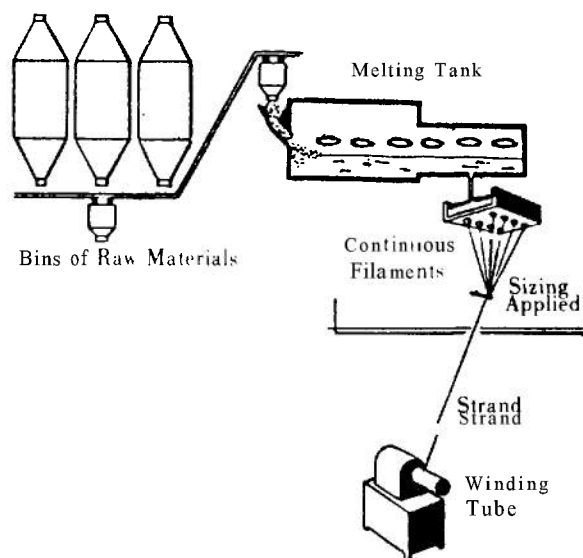 Melting Tank
Bins of Raw Materials
Continuous
Filaments
Sizing
Applied
Strand
Strand
Winding
Tube